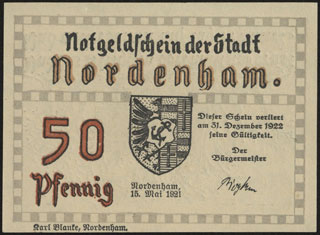 Notgeldschein der Stadt
Nordenham.
50
Pfennig
Dieser Schein verliert
am 31. Dezember 1922
seine Gültigkeit.
Der
Bürgermeister
Nordenham,
15. Mai 1921
Karl Blanke, Nordenham.